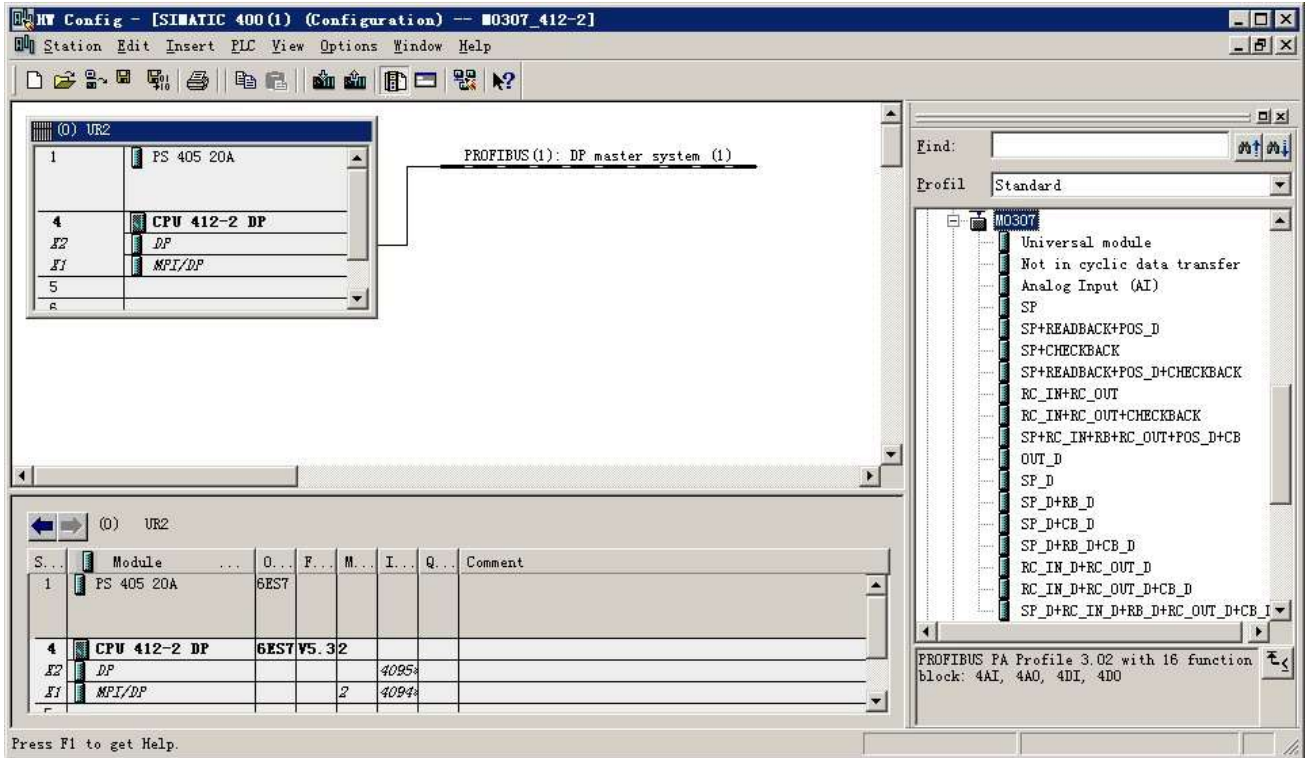 HW Config - [SIMATIC 400(1) (Configuration) -- M0307_412-2]
Station Edit Insert PLC View Options Window Help
(0) UR2
1 PS 405 20A
4 CPU 412-2 DP
X2 DP
X1 MPI/DP
5
6
PROFIBUS(1): DP master system (1)
Find:
Profil Standard
M0307
Universal module
Not in cyclic data transfer
Analog Input (AI)
SP
SP+READBACK+POS_D
SP+CHECKBACK
SP+READBACK+POS_D+CHECKBACK
RC_IN+RC_OUT
RC_IN+RC_OUT+CHECKBACK
SP+RC_IN+RB+RC_OUT+POS_D+CB
OUT_D
SP_D
SP_D+RB_D
SP_D+CB_D
SP_D+RB_D+CB_D
RC_IN_D+RC_OUT_D
RC_IN_D+RC_OUT_D+CB_D
SP_D+RC_IN_D+RB_D+RC_OUT_D+CB_I
PROFIBUS PA Profile 3.02 with 16 function
block: 4AI, 4AO, 4DI, 4DO
(0) UR2
S... Module ... O... F... M... I... Q... Comment
1 PS 405 20A 6ES7
4 CPU 412-2 DP 6ES7 V5.3 2
X2 DP 4095*
X1 MPI/DP 2 4094*
Press F1 to get Help.